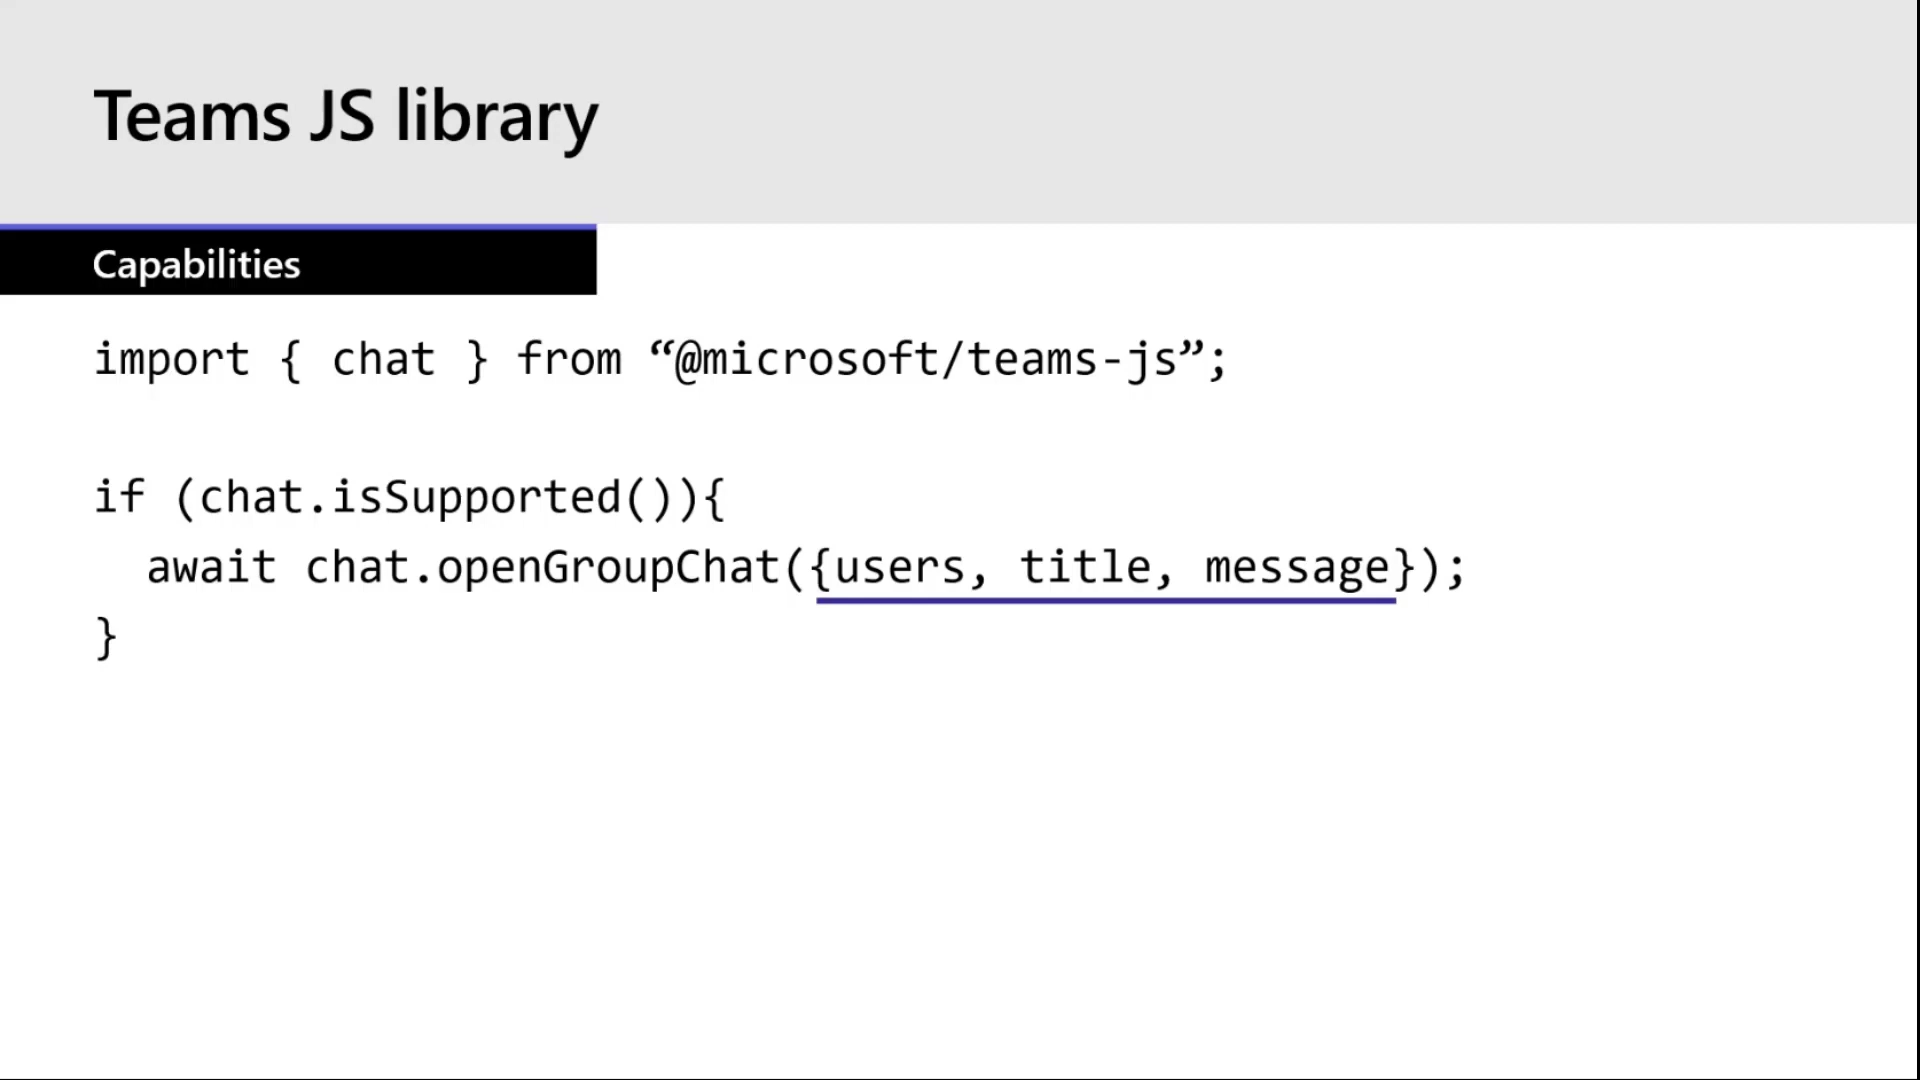 Teams JS library
Capabilities
import { chat } from “@microsoft/teams-js”;
if (chat.isSupported()){
await chat.openGroupChat({users, title, message});
}